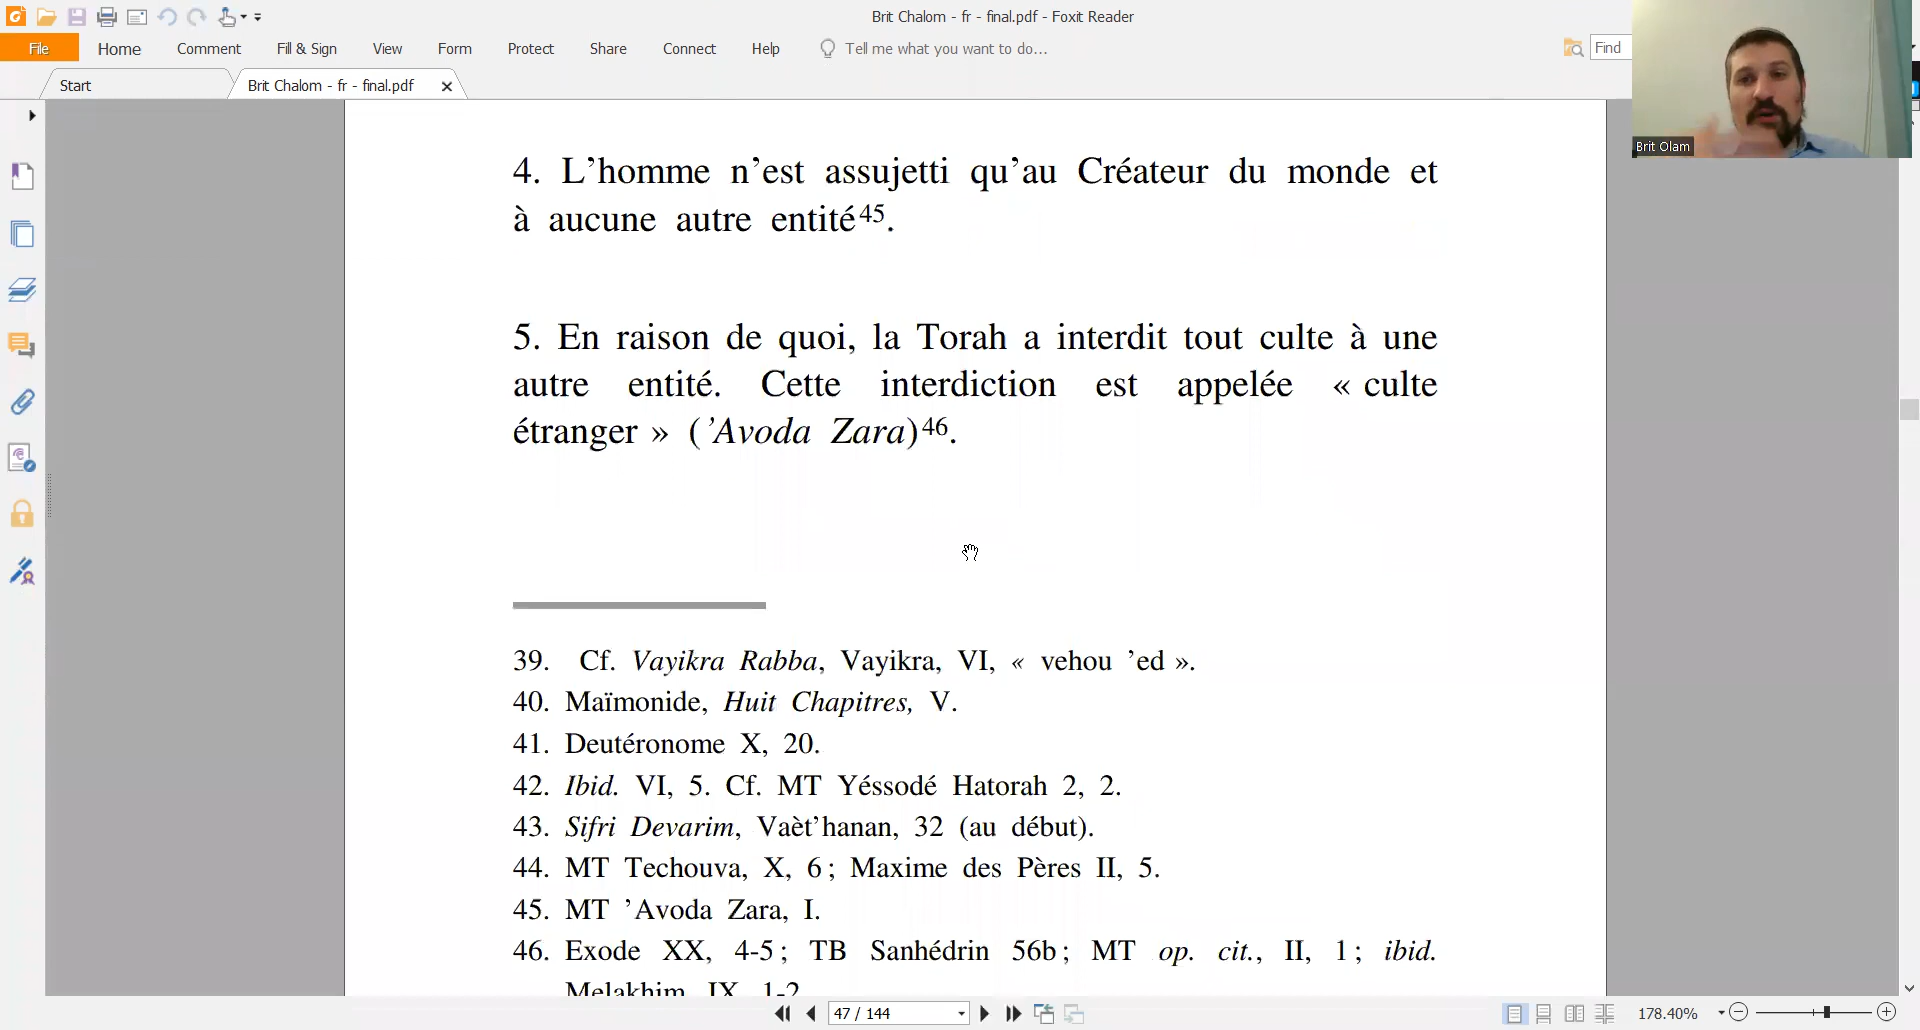 Brit Chalom - fr - final.pdf - Foxit Reader
File Home Comment Fill & Sign View Form Protect Share Connect Help Tell me what you want to do... Find
Start Brit Chalom - fr - final.pdf
Brit Olam
4. L’homme n’est assujetti qu’au Créateur du monde et
à aucune autre entité45.
5. En raison de quoi, la Torah a interdit tout culte à une
autre entité. Cette interdiction est appelée « culte
étranger » (’Avoda Zara)46.
39. Cf. Vayikra Rabba, Vayikra, VI, « vehou ’ed ».
40. Maïmonide, Huit Chapitres, V.
41. Deutéronome X, 20.
42. Ibid. VI, 5. Cf. MT Yéssodé Hatorah 2, 2.
43. Sifri Devarim, Vaèt’hanan, 32 (au début).
44. MT Techouva, X, 6 ; Maxime des Pères II, 5.
45. MT ’Avoda Zara, I.
46. Exode XX, 4-5 ; TB Sanhédrin 56b ; MT op. cit., II, 1 ; ibid.
Melakhim IX, 1-2
47 / 144
178.40%